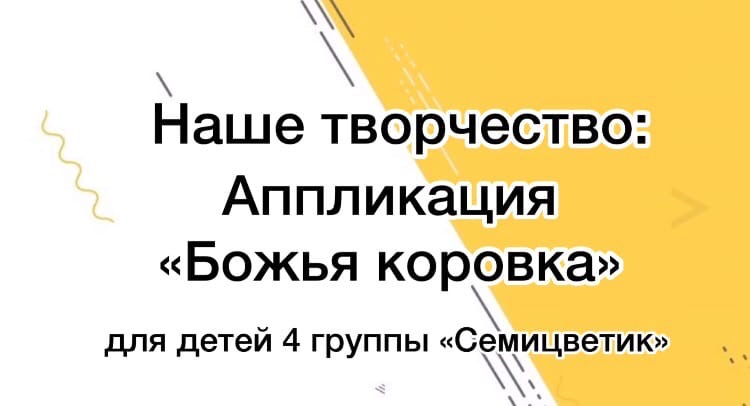 Наше творчество:
Аппликация
«Божья коровка»
для детей 4 группы «Семицветик»